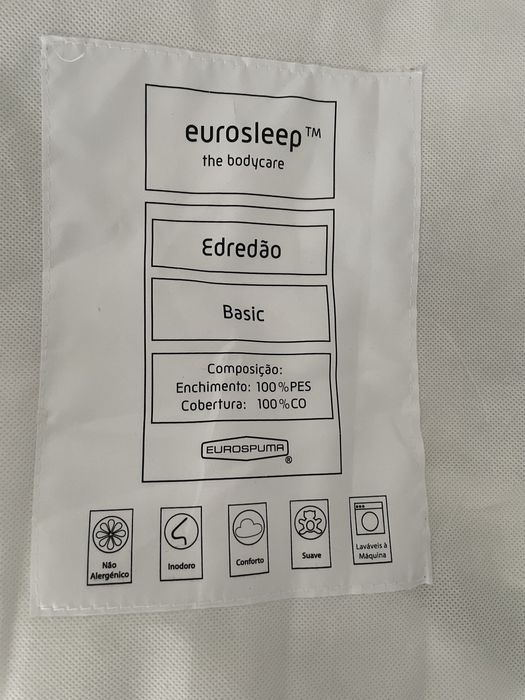 eurosleep™
the bodycare
Edredão
Basic
Composição:
Enchimento: 100%PES
Cobertura: 100%CO
EUROSPUMA
®
Não
Alergénico
Inodoro
Conforto
Suave
Laváveis à
Máquina